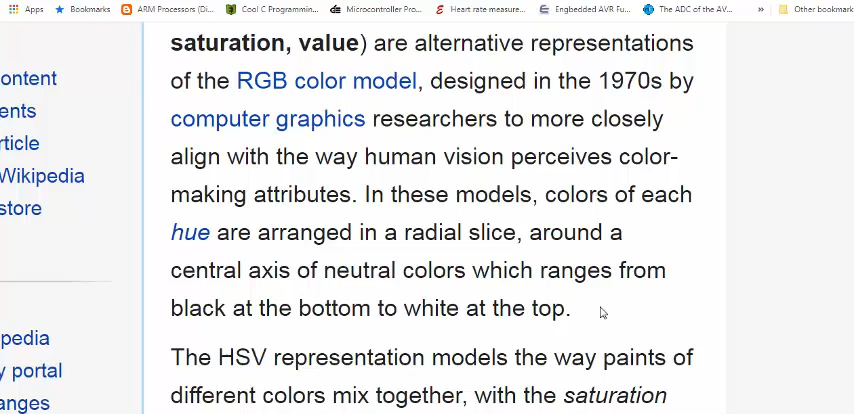 Apps Bookmarks ARM Processors (Di... Cool C Programmin... Microcontroller Pro... Heart rate measure... Engbedded AVR Fu... The ADC of the AV... » Other bookmark
saturation, value) are alternative representations
of the RGB color model, designed in the 1970s by
computer graphics researchers to more closely
align with the way human vision perceives color-
making attributes. In these models, colors of each
hue are arranged in a radial slice, around a
central axis of neutral colors which ranges from
black at the bottom to white at the top.
The HSV representation models the way paints of
different colors mix together, with the saturation
ontent
ents
rticle
Wikipedia
store
pedia
y portal
anges